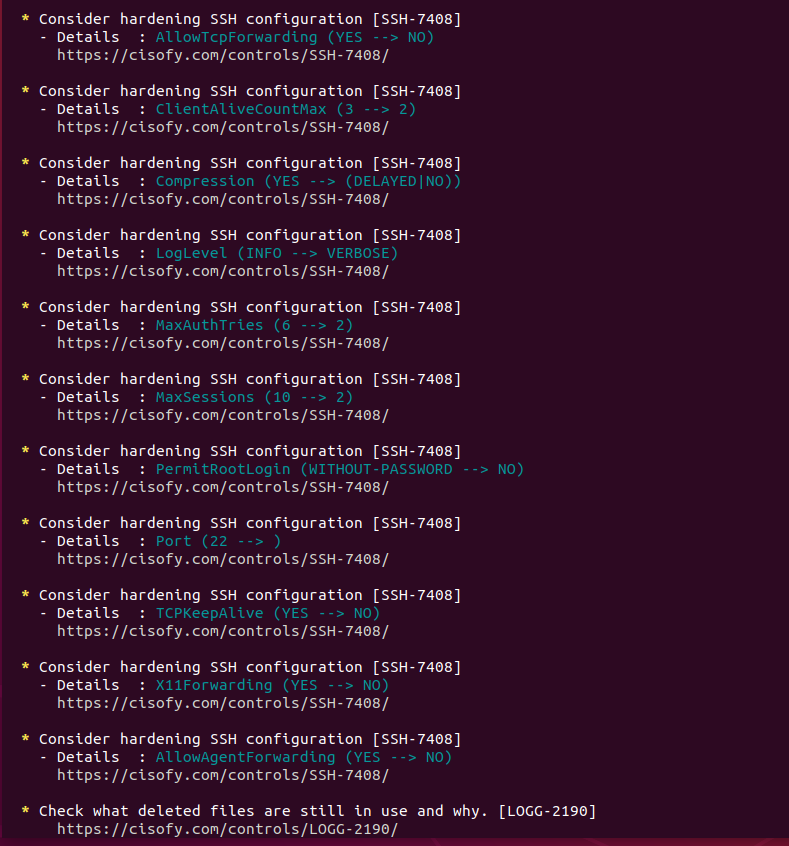 * Consider hardening SSH configuration [SSH-7408]
- Details : AllowTcpForwarding (YES --> NO)
https://cisofy.com/controls/SSH-7408/
* Consider hardening SSH configuration [SSH-7408]
- Details : ClientAliveCountMax (3 --> 2)
https://cisofy.com/controls/SSH-7408/
* Consider hardening SSH configuration [SSH-7408]
- Details : Compression (YES --> (DELAYED|NO))
https://cisofy.com/controls/SSH-7408/
* Consider hardening SSH configuration [SSH-7408]
- Details : LogLevel (INFO --> VERBOSE)
https://cisofy.com/controls/SSH-7408/
* Consider hardening SSH configuration [SSH-7408]
- Details : MaxAuthTries (6 --> 2)
https://cisofy.com/controls/SSH-7408/
* Consider hardening SSH configuration [SSH-7408]
- Details : MaxSessions (10 --> 2)
https://cisofy.com/controls/SSH-7408/
* Consider hardening SSH configuration [SSH-7408]
- Details : PermitRootLogin (WITHOUT-PASSWORD --> NO)
https://cisofy.com/controls/SSH-7408/
* Consider hardening SSH configuration [SSH-7408]
- Details : Port (22 --> )
https://cisofy.com/controls/SSH-7408/
* Consider hardening SSH configuration [SSH-7408]
- Details : TCPKeepAlive (YES --> NO)
https://cisofy.com/controls/SSH-7408/
* Consider hardening SSH configuration [SSH-7408]
- Details : X11Forwarding (YES --> NO)
https://cisofy.com/controls/SSH-7408/
* Consider hardening SSH configuration [SSH-7408]
- Details : AllowAgentForwarding (YES --> NO)
https://cisofy.com/controls/SSH-7408/
* Check what deleted files are still in use and why. [LOGG-2190]
https://cisofy.com/controls/LOGG-2190/